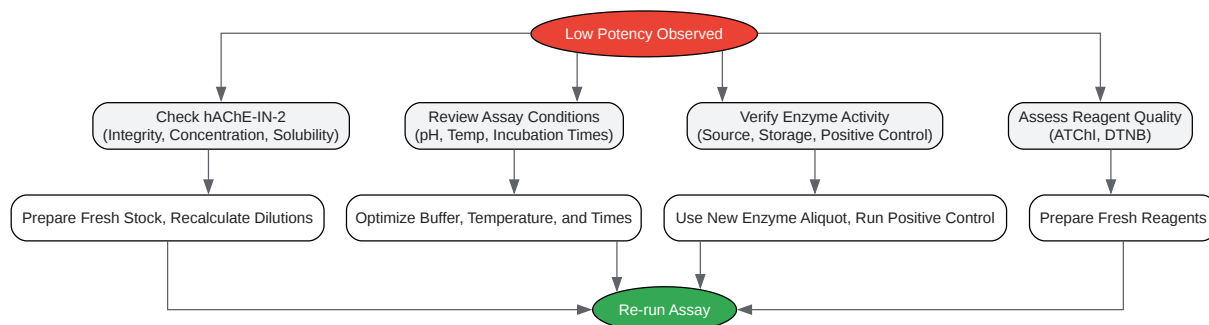 Low Potency Observed
Check hAChE-IN-2
(Integrity, Concentration, Solubility)
Review Assay Conditions
(pH, Temp, Incubation Times)
Verify Enzyme Activity
(Source, Storage, Positive Control)
Assess Reagent Quality
(ATChI, DTNB)
Prepare Fresh Stock, Recalculate Dilutions
Optimize Buffer, Temperature, and Times
Use New Enzyme Aliquot, Run Positive Control
Prepare Fresh Reagents
Re-run Assay